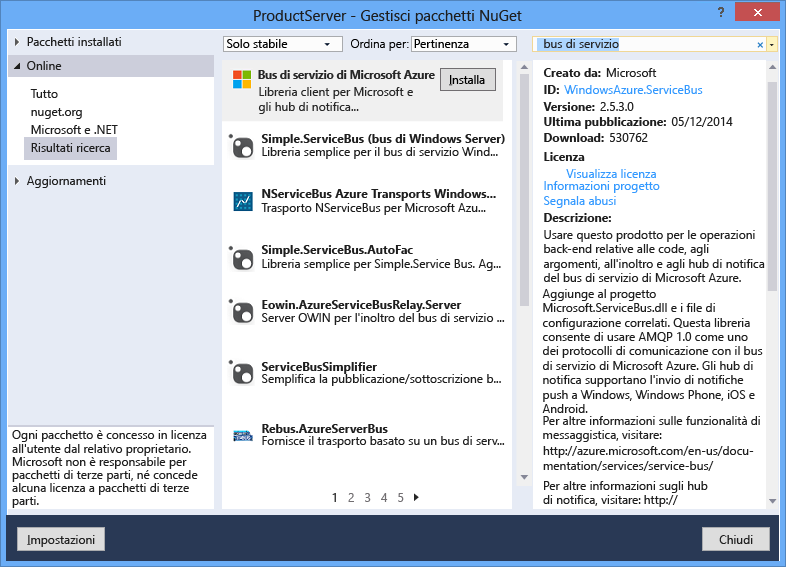 ProductServer - Gestisci pacchetti NuGet
?
×
Pacchetti installati
Online
Tutto
nuget.org
Microsoft e .NET
Risultati ricerca
Aggiornamenti
Ogni pacchetto è concesso in licenza
all'utente dal relativo proprietario.
Microsoft non è responsabile per
pacchetti di terze parti, né concede
alcuna licenza a pacchetti di terze
parti.
Solo stabile
Ordina per: Pertinenza
Bus di servizio di Microsoft Azure
Libreria client per Microsoft e
gli hub di notifica...
Installa
Simple.ServiceBus (bus di Windows Server)
Libreria semplice per il bus di servizio Wind...
NServiceBus Azure Transports Windows...
Trasporto NServiceBus per Microsoft Azu...
Simple.ServiceBus.AutoFac
Libreria semplice per Simple.Service Bus. Ag...
Eowin.AzureServiceBusRelay.Server
Server OWIN per l'inoltro del bus di servizio ...
ServiceBusSimplifier
Semplifica la pubblicazione/sottoscrizione b...
Rebus.AzureServerBus
Fornisce il trasporto basato su un bus di serv...
1 2 3 4 5
bus di servizio
×
Creato da: Microsoft
ID: WindowsAzure.ServiceBus
Versione: 2.5.3.0
Ultima pubblicazione: 05/12/2014
Download: 530762
Licenza
Visualizza licenza
Informazioni progetto
Segnala abusi
Descrizione:
Usare questo prodotto per le operazioni
back-end relative alle code, agli
argomenti, all'inoltro e agli hub di notifica
del bus di servizio di Microsoft Azure.
Aggiunge al progetto
Microsoft.ServiceBus.dll e i file di
configurazione correlati. Questa libreria
consente di usare AMQP 1.0 come uno
dei protocolli di comunicazione con il bus
di servizio di Microsoft Azure. Gli hub di
notifica supportano l'invio di notifiche
push a Windows, Windows Phone, iOS e
Android.
Per altre informazioni sulle funzionalità di
messaggistica, visitare:
http://azure.microsoft.com/en-us/docu-
mentation/services/service-bus/
Per altre informazioni sugli hub
di notifica, visitare: http://
Impostazioni
Chiudi